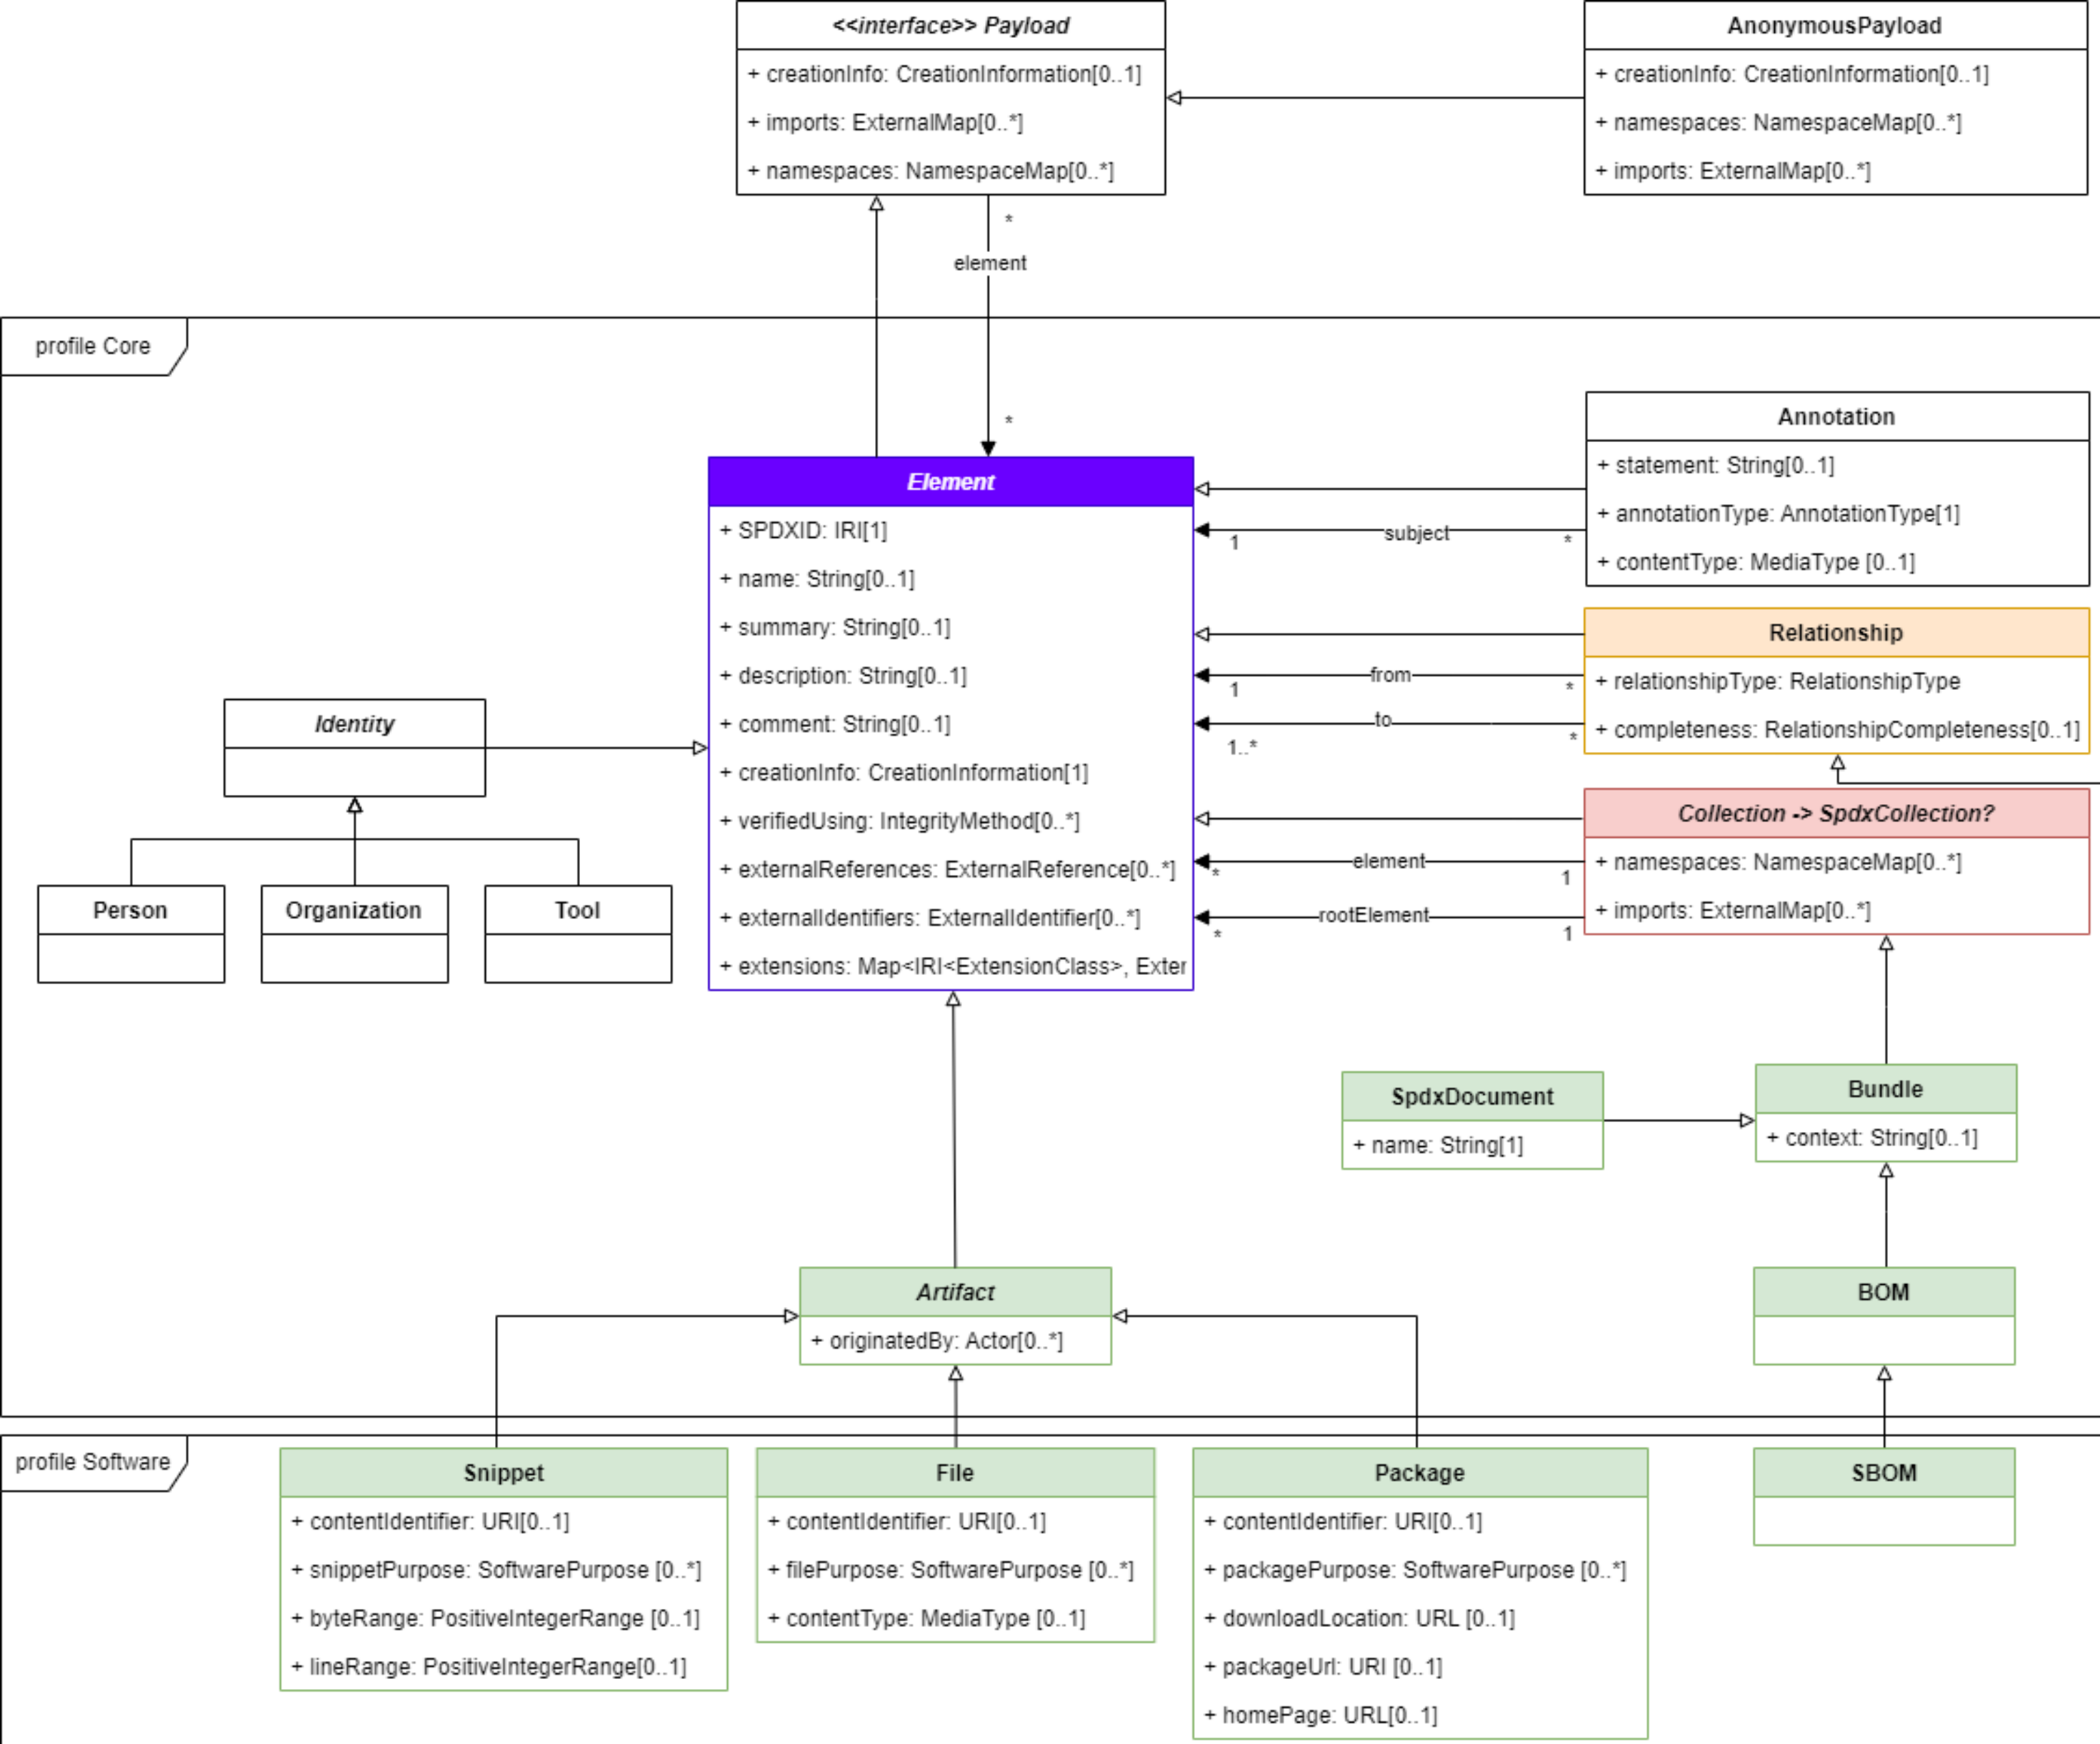 <<interface>> Payload
+ creationInfo: CreationInformation[0..1]
+ imports: ExternalMap[0..*]
+ namespaces: NamespaceMap[0..*]
AnonymousPayload
+ creationInfo: CreationInformation[0..1]
+ namespaces: NamespaceMap[0..*]
+ imports: ExternalMap[0..*]
*
element
*
profile Core
Element
+ SPDXID: IRI[1]
+ name: String[0..1]
+ summary: String[0..1]
+ description: String[0..1]
+ comment: String[0..1]
+ creationInfo: CreationInformation[1]
+ verifiedUsing: IntegrityMethod[0..*]
+ externalReferences: ExternalReference[0..*]
+ externalIdentifiers: ExternalIdentifier[0..*]
+ extensions: Map<IRI<ExtensionClass>, Exter
Annotation
+ statement: String[0..1]
+ annotationType: AnnotationType[1]
+ contentType: MediaType [0..1]
1 subject *
Relationship
+ relationshipType: RelationshipType
+ completeness: RelationshipCompleteness[0..1]
1 from *
1..* to *
Collection -> SpdxCollection?
+ namespaces: NamespaceMap[0..*]
+ imports: ExternalMap[0..*]
* element 1
* rootElement 1
Identity
Person
Organization
Tool
SpdxDocument
+ name: String[1]
Bundle
+ context: String[0..1]
Artifact
+ originatedBy: Actor[0..*]
BOM
profile Software
Snippet
+ contentIdentifier: URI[0..1]
+ snippetPurpose: SoftwarePurpose [0..*]
+ byteRange: PositiveIntegerRange [0..1]
+ lineRange: PositiveIntegerRange[0..1]
File
+ contentIdentifier: URI[0..1]
+ filePurpose: SoftwarePurpose [0..*]
+ contentType: MediaType [0..1]
Package
+ contentIdentifier: URI[0..1]
+ packagePurpose: SoftwarePurpose [0..*]
+ downloadLocation: URL [0..1]
+ packageUrl: URI [0..1]
+ homePage: URL[0..1]
SBOM